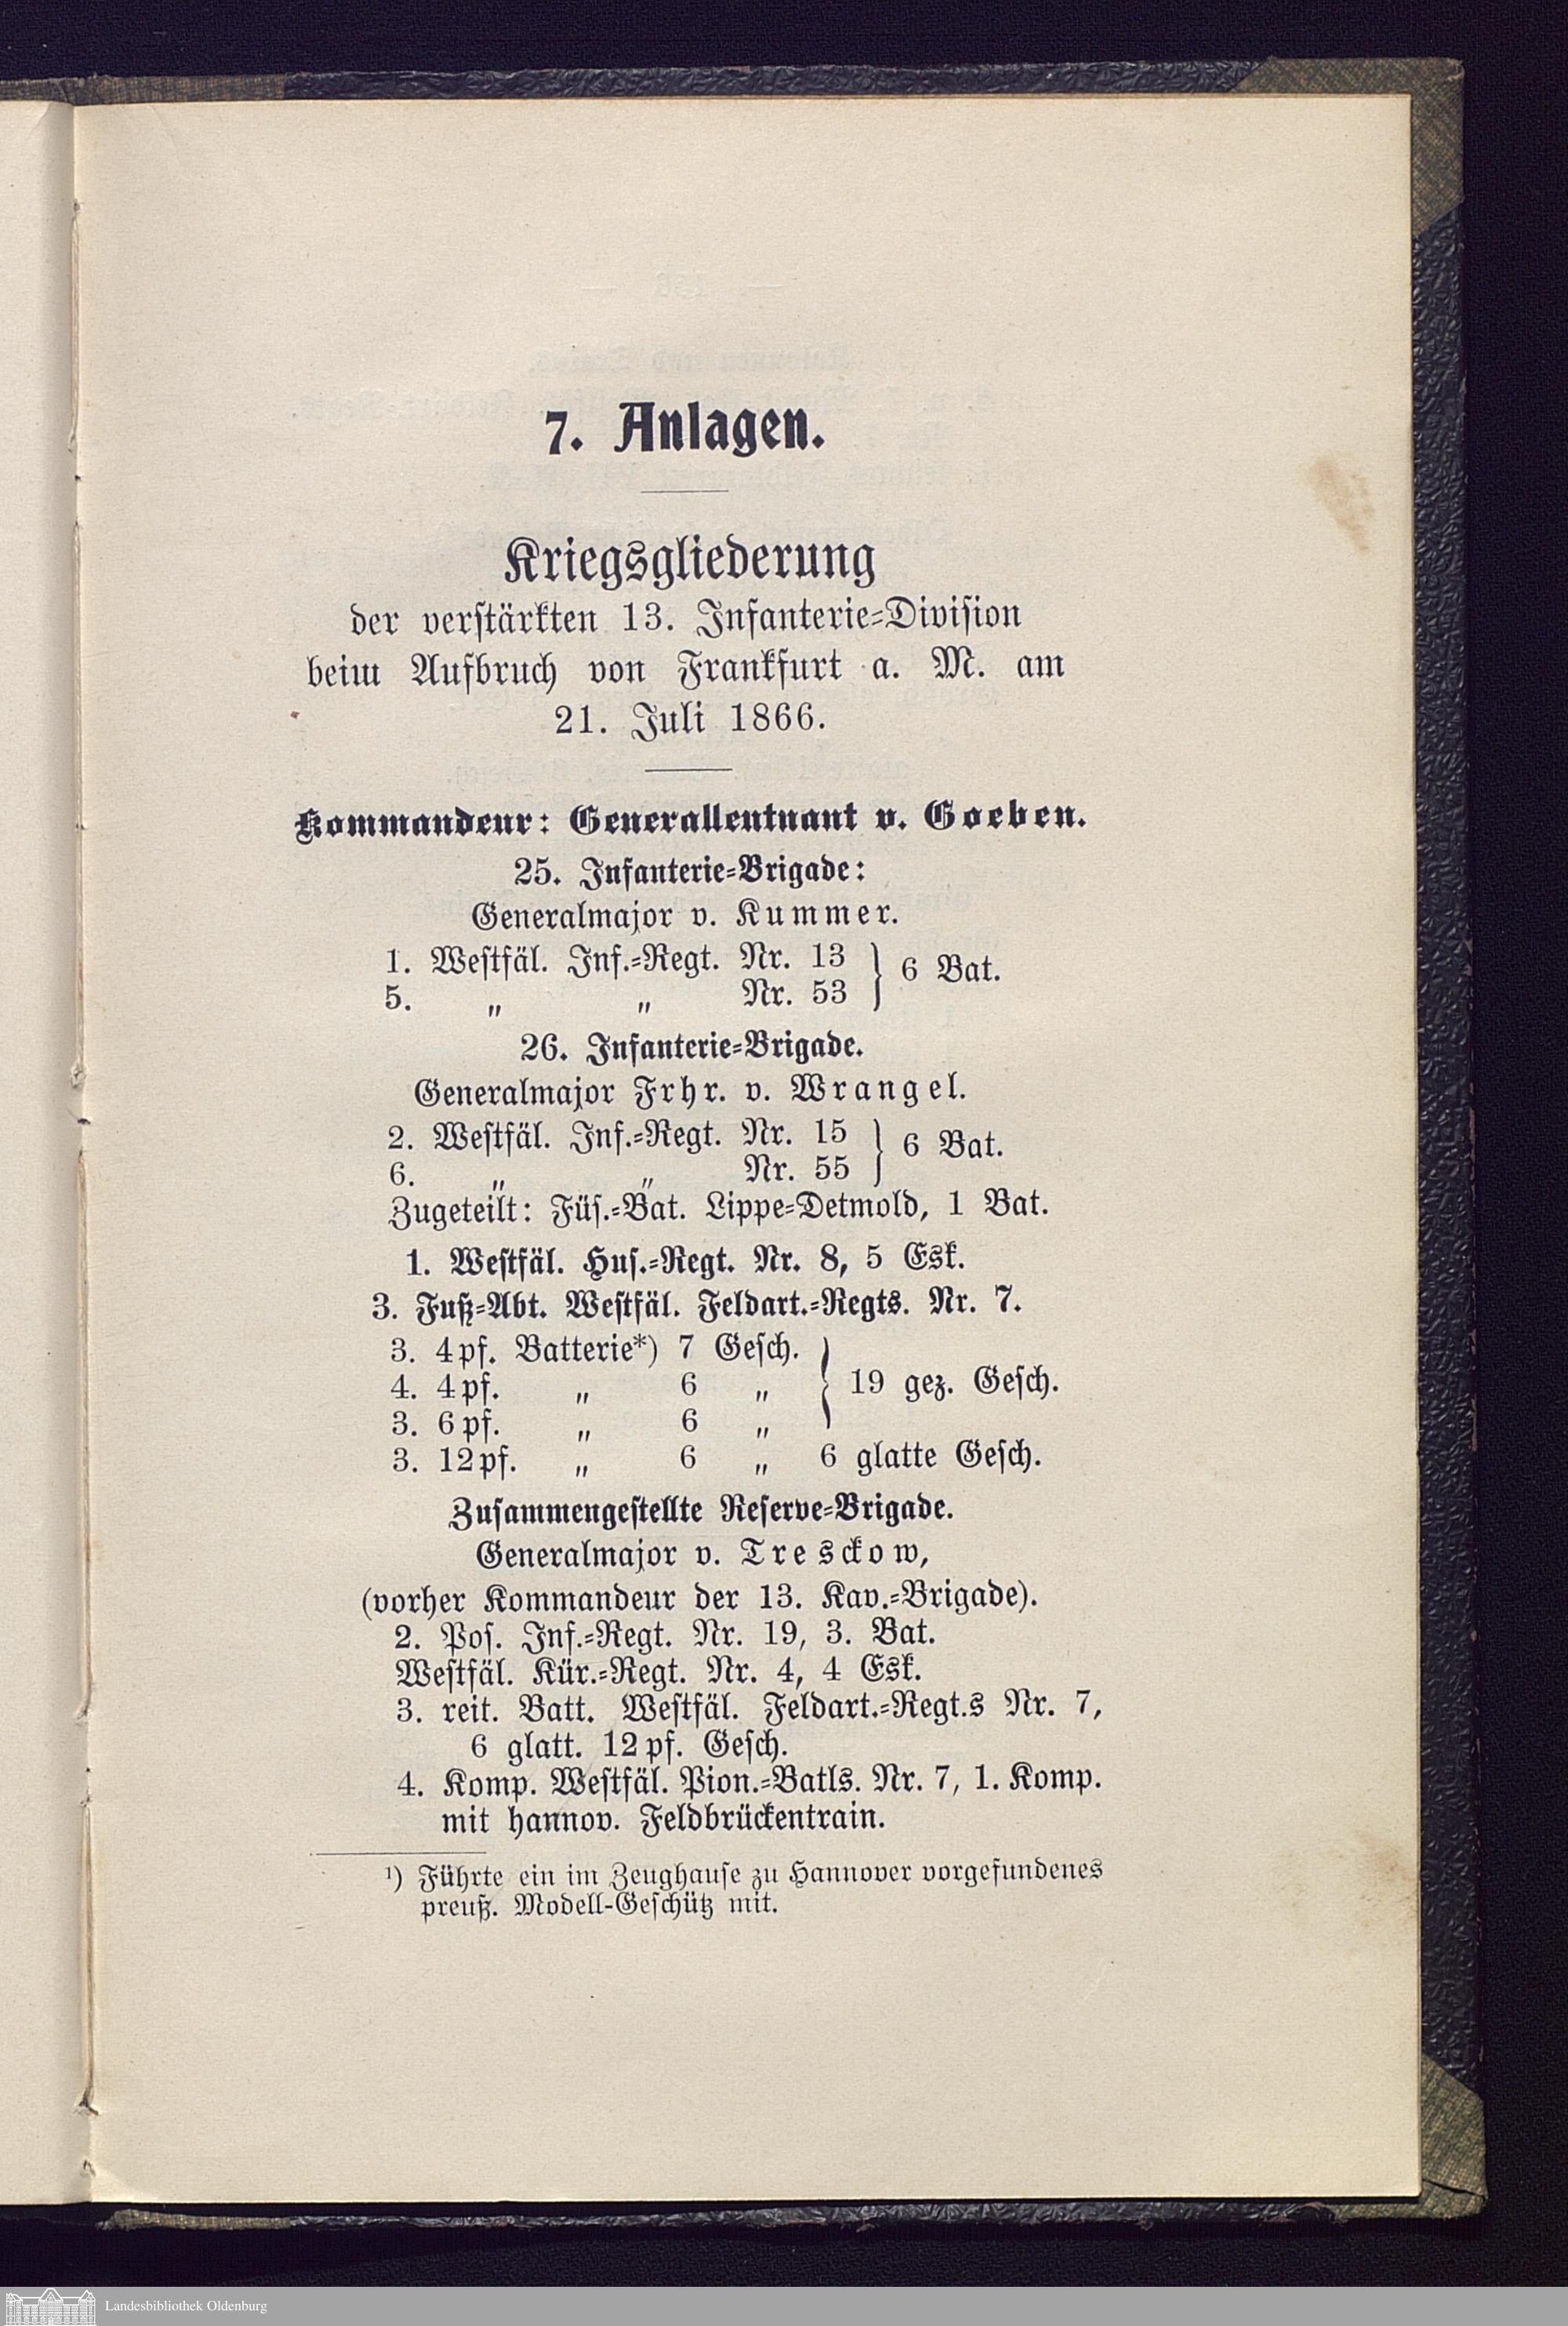 7. Anlagen.
Kriegsgliederung
der verstärkten 13. Infanterie-Division
beim Aufbruch von Frankfurt a. M. am
21. Juli 1866.
Kommandeur: Generalleutnant v. Goeben.
25. Infanterie-Brigade:
Generalmajor v. Kummer.
1. Westfäl. Inf.-Regt. Nr. 13 } 6 Bat.
5. „ „ Nr. 53
26. Infanterie-Brigade.
Generalmajor Frhr. v. Wrangel.
2. Westfäl. Inf.-Regt. Nr. 15 } 6 Bat.
6. „ „ Nr. 55
Zugeteilt: Füs.-Bat. Lippe-Detmold, 1 Bat.
1. Westfäl. Hus.-Regt. Nr. 8, 5 Esk.
3. Fuß-Abt. Westfäl. Feldart.-Regts. Nr. 7.
3. 4pf. Batterie*) 7 Gesch.
4. 4pf. „ 6 „ } 19 gez. Gesch.
3. 6pf. „ 6 „
3. 12pf. „ 6 „ 6 glatte Gesch.
Zusammengestellte Reserve-Brigade.
Generalmajor v. Tresckow,
(vorher Kommandeur der 13. Kav.-Brigade).
2. Pos. Inf.-Regt. Nr. 19, 3. Bat.
Westfäl. Kür.-Regt. Nr. 4, 4 Esk.
3. reit. Batt. Westfäl. Feldart.-Regt.s Nr. 7,
6 glatt. 12pf. Gesch.
4. Komp. Westfäl. Pion.-Batls. Nr. 7, 1. Komp.
mit hannov. Feldbrückentrain.
¹) Führte ein im Zeughause zu Hannover vorgefundenes
preuß. Modell-Geschütz mit.
Landesbibliothek Oldenburg